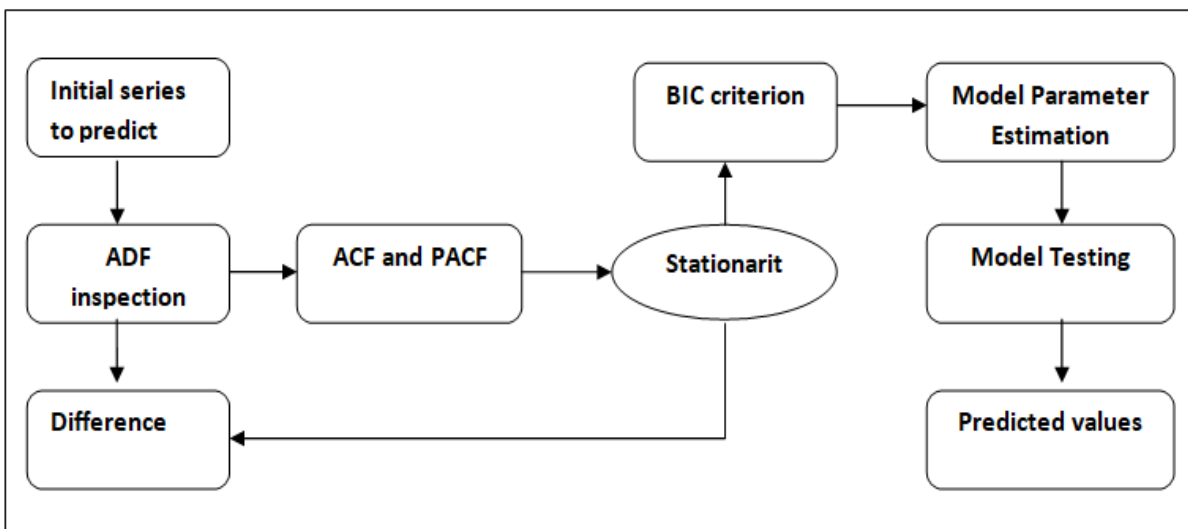 Initial series
to predict
BIC criterion
Model Parameter
Estimation
ADF
inspection
ACF and PACF
Stationarit
Model Testing
Difference
Predicted values